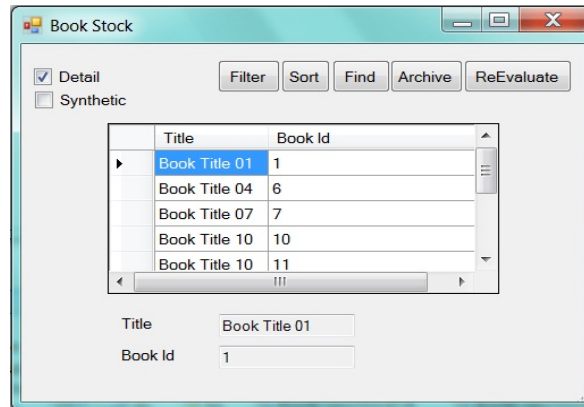 Book Stock
Detail
Filter Sort Find Archive ReEvaluate
Synthetic
Title Book Id
Book Title 01 1
Book Title 04 6
Book Title 07 7
Book Title 10 10
Book Title 10 11
Title Book Title 01
Book Id 1